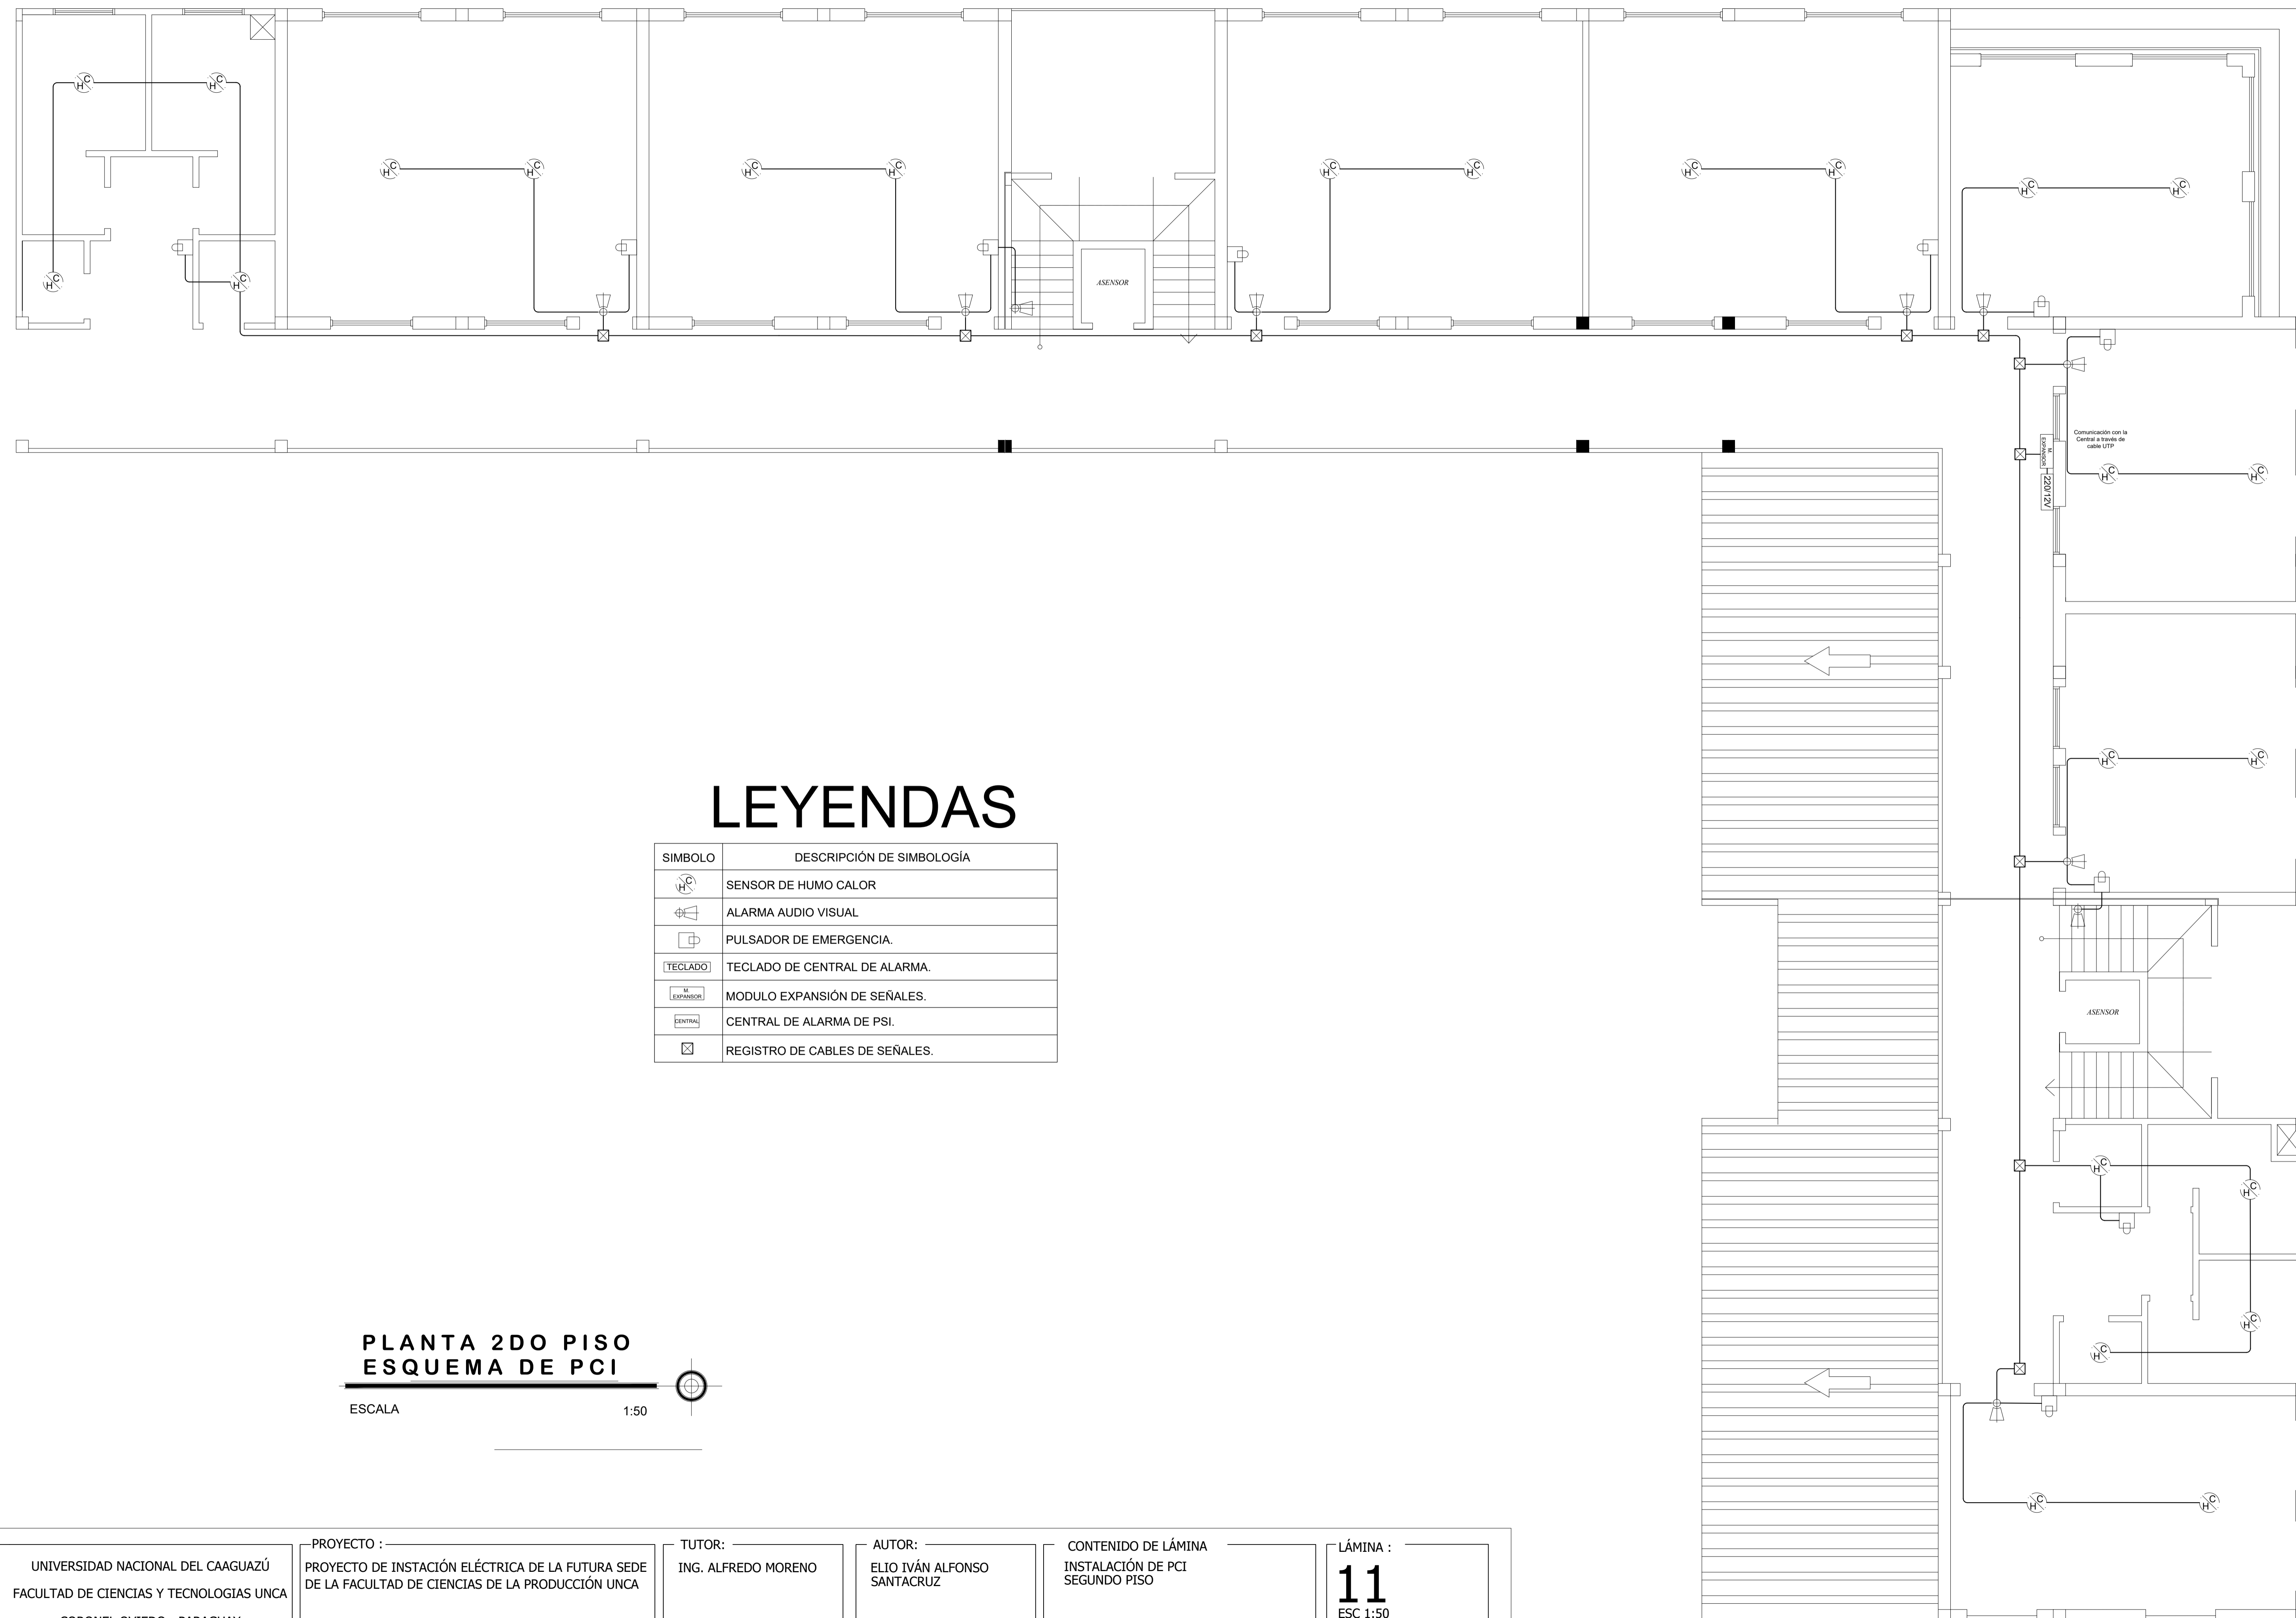 ASENSOR
Comunicación con la
Central a través de
cable UTP
M.
EXPANSOR
220/12V
ASENSOR
LEYENDAS
SIMBOLO DESCRIPCIÓN DE SIMBOLOGÍA
H C SENSOR DE HUMO CALOR
ALARMA AUDIO VISUAL
PULSADOR DE EMERGENCIA.
TECLADO TECLADO DE CENTRAL DE ALARMA.
M.
EXPANSOR MODULO EXPANSIÓN DE SEÑALES.
CENTRAL CENTRAL DE ALARMA DE PSI.
REGISTRO DE CABLES DE SEÑALES.
PLANTA 2DO PISO
ESQUEMA DE PCI
ESCALA 1:50
UNIVERSIDAD NACIONAL DEL CAAGUAZÚ
FACULTAD DE CIENCIAS Y TECNOLOGIAS UNCA
PROYECTO :
PROYECTO DE INSTACIÓN ELÉCTRICA DE LA FUTURA SEDE
DE LA FACULTAD DE CIENCIAS DE LA PRODUCCIÓN UNCA
TUTOR:
ING. ALFREDO MORENO
AUTOR:
ELIO IVÁN ALFONSO
SANTACRUZ
CONTENIDO DE LÁMINA
INSTALACIÓN DE PCI
SEGUNDO PISO
LÁMINA :
11
ESC 1:50